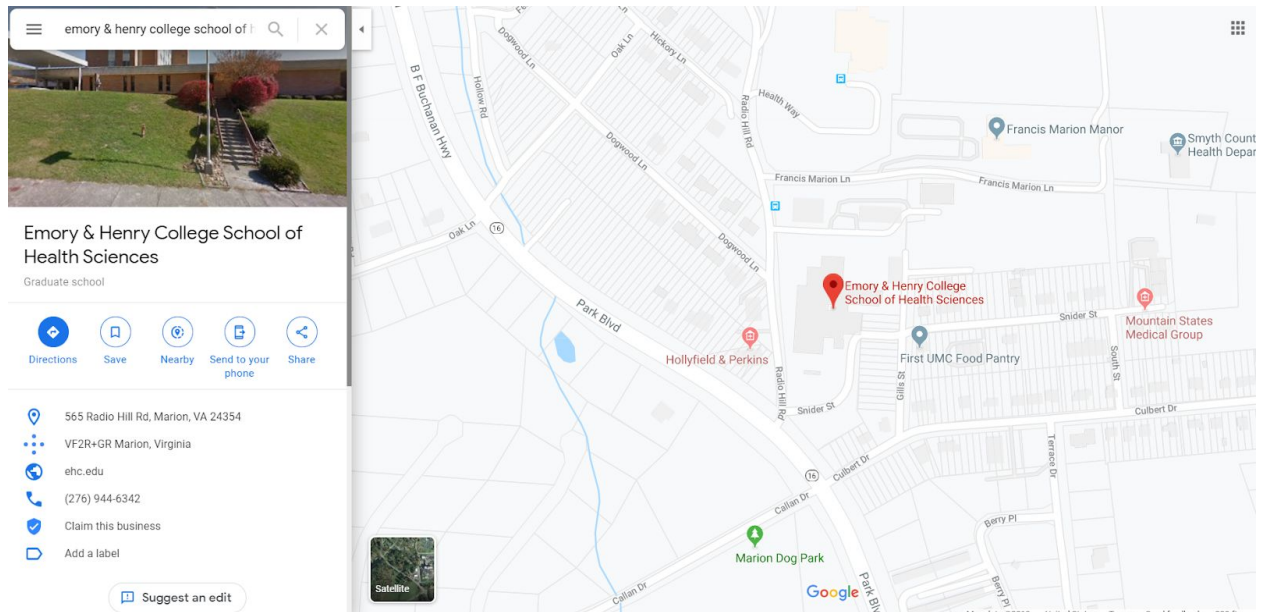 emory & henry college school of
Emory & Henry College School of
Health Sciences
Graduate school
Directions
Save
Nearby
Send to your
phone
Share
565 Radio Hill Rd, Marion, VA 24354
VF2R+GR Marion, Virginia
ehc.edu
(276) 944-6342
Claim this business
Add a label
Suggest an edit
Satellite
B F Buchanan Hwy
Hollow Rd
Dogwood Ln
Oak Ln
Hickory Ln
Radio Hill Rd
Health Way
Francis Marion Manor
Smyth Count
Health Depar
Dogwood Ln
Francis Marion Ln
Francis Marion Ln
Oak Ln
16
Dogwood Ln
Park Blvd
Emory & Henry College
School of Health Sciences
Hollyfield & Perkins
First UMC Food Pantry
Snider St
Mountain States
Medical Group
South St
Gills St
Radio Hill Rd
Snider St
Culbert Dr
16
Culbert Dr
Terrace Dr
Callan Dr
Berry Pl
Marion Dog Park
Callan Dr
Google
Park Blv
Berry Pl